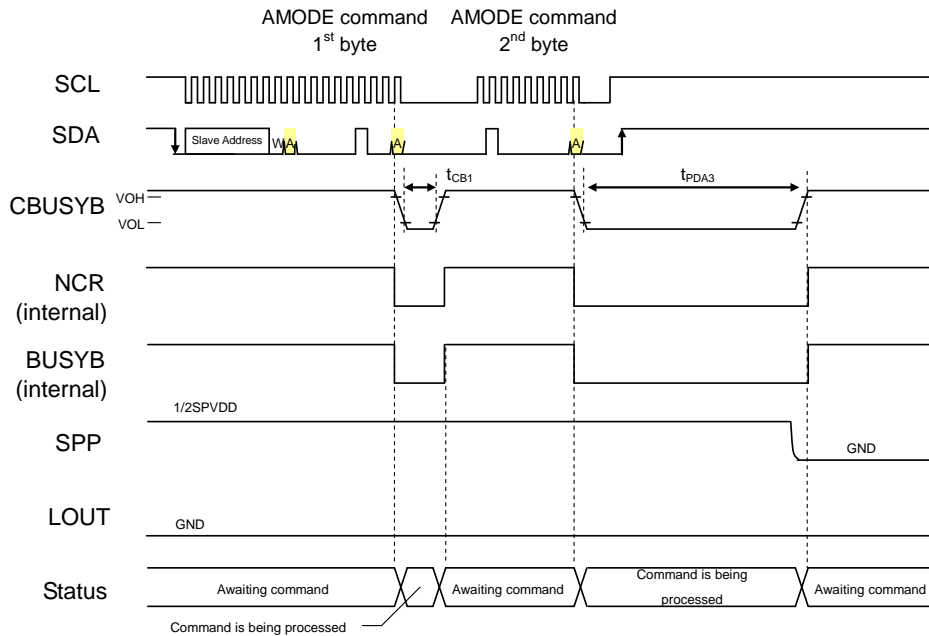 AMODE command
1st byte
AMODE command
2nd byte
SCL
SDA
Slave Address
W
A
A
A
CBUSYB
VOH
VOL
tCB1
tPDA3
NCR
(internal)
BUSYB
(internal)
1/2SPVDD
SPP
GND
LOUT
GND
Status
Awaiting command
Awaiting command
Command is being
processed
Awaiting command
Command is being processed